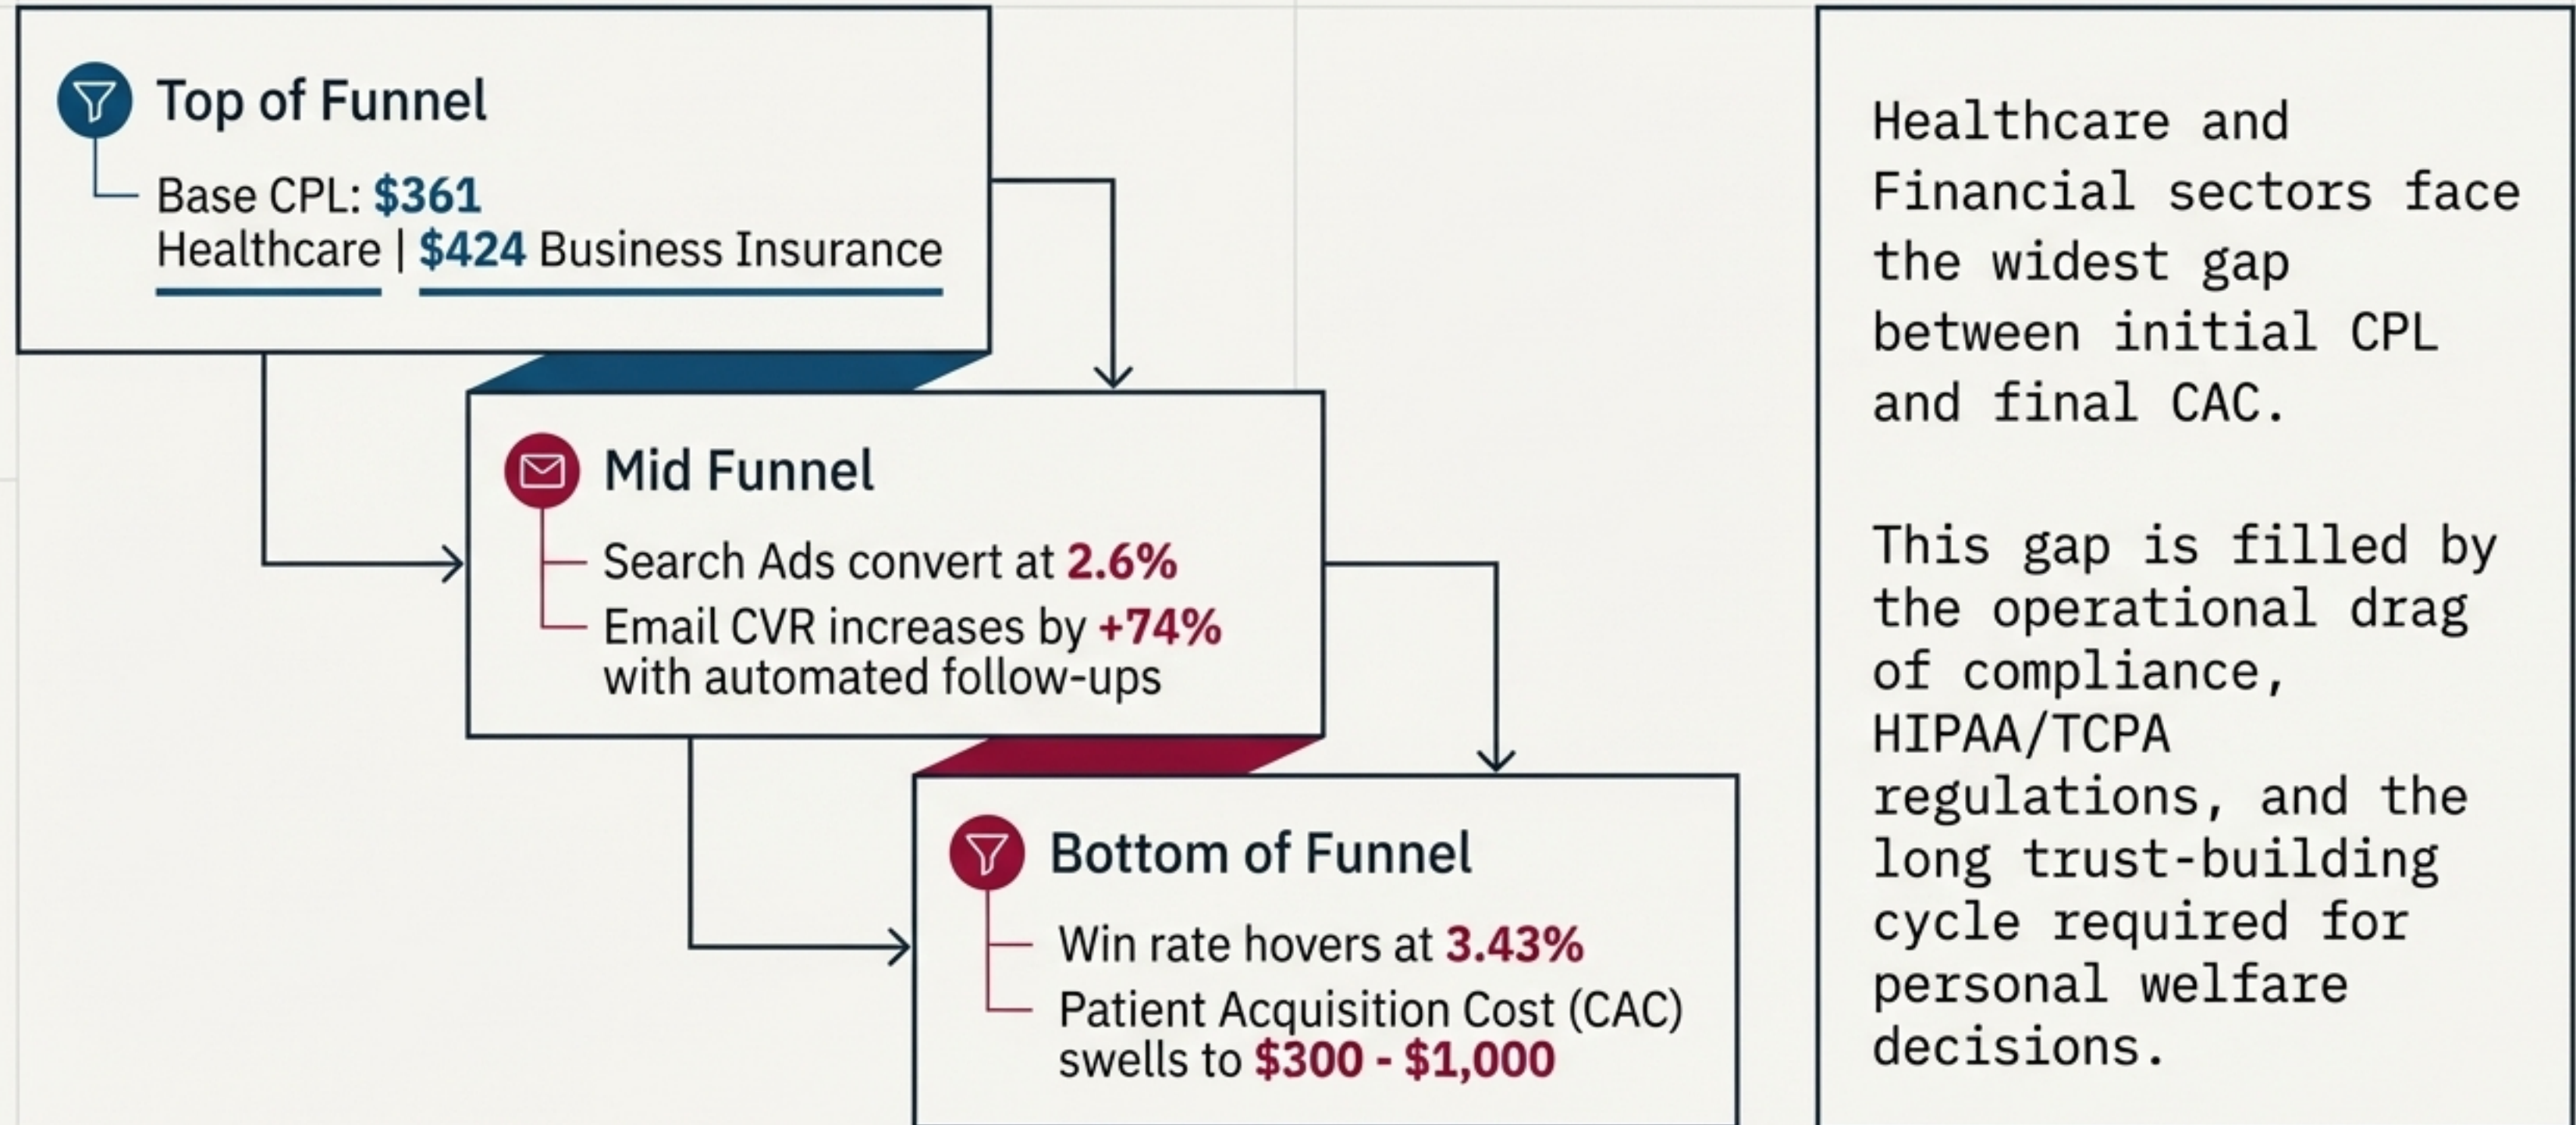 Top of Funnel
Base CPL: $361
Healthcare | $424 Business Insurance
Mid Funnel
Search Ads convert at 2.6%
Email CVR increases by +74%
with automated follow-ups
Bottom of Funnel
Win rate hovers at 3.43%
Patient Acquisition Cost (CAC)
swells to $300 - $1,000
Healthcare and
Financial sectors face
the widest gap
between initial CPL
and final CAC.
This gap is filled by
the operational drag
of compliance,
HIPAA/TCPA
regulations, and the
long trust-building
cycle required for
personal welfare
decisions.